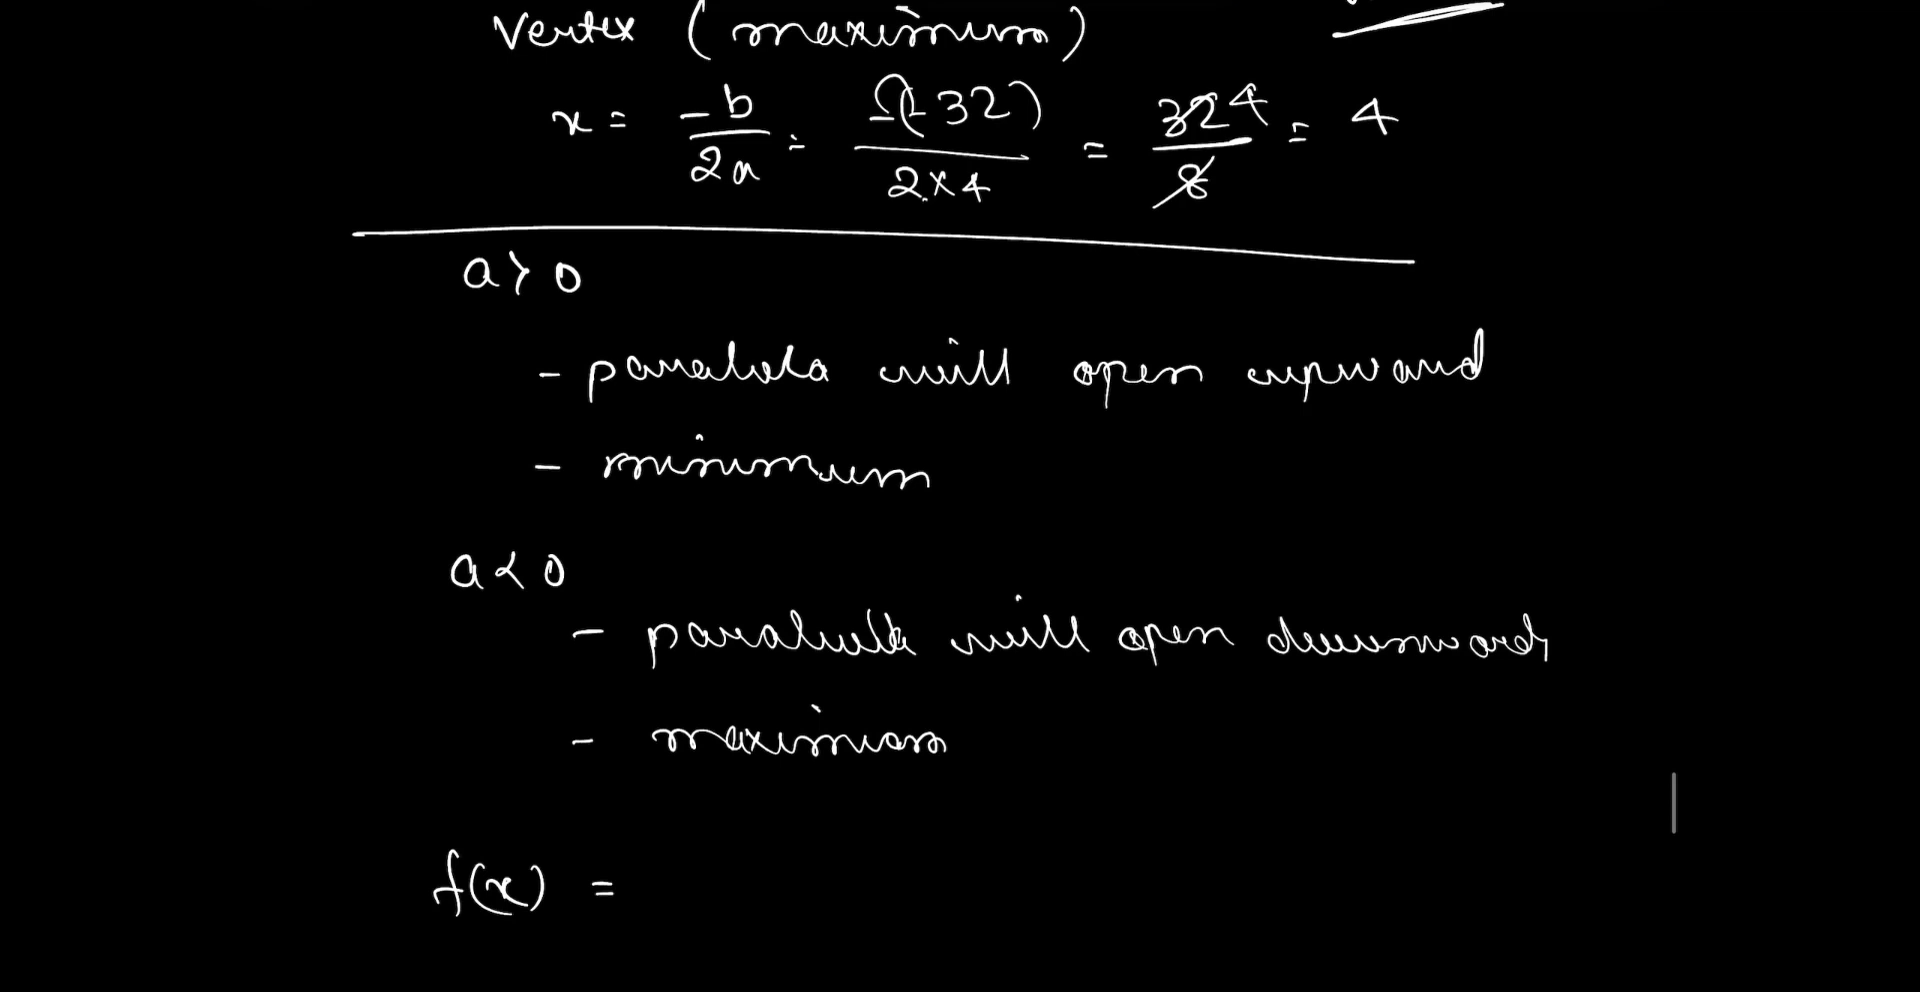 Vertex (maximum)
x = -b/2a = -(-32)/2×4 = 32/8 4 = 4
a > 0
- parabola will open upward
- minimum
a < 0
- parabola will open downward,
- maximum
f(x) =